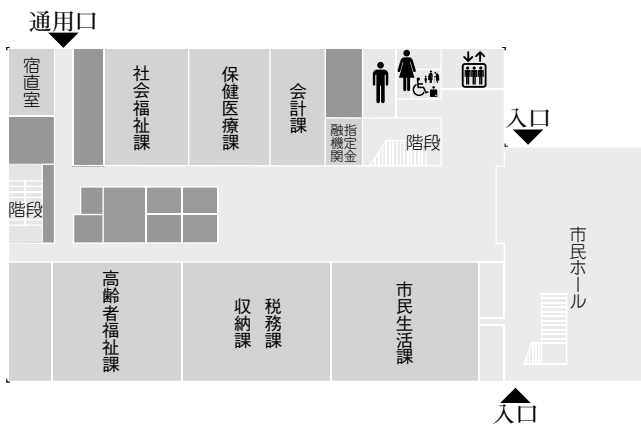 通用口
宿直室
社会福祉課
保健医療課
会計課
指定金
融機関
階段
入口
階段
市民ホール
高齢者福祉課
税務課
収納課
市民生活課
入口